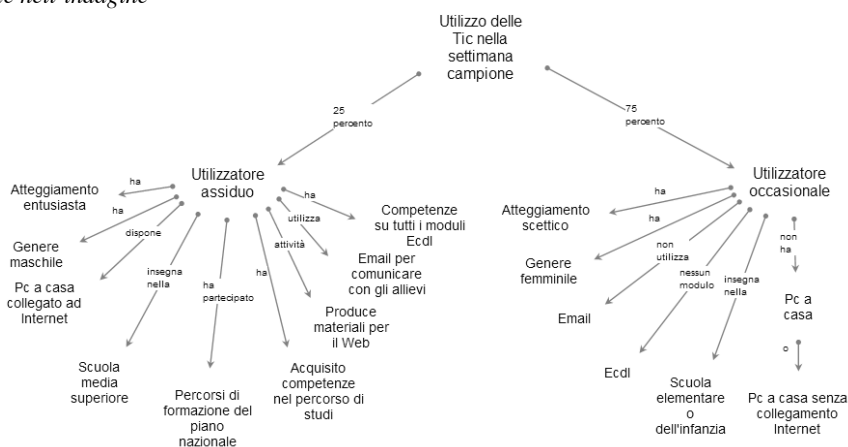 e nell'indagine
Utilizzo delle
Tic nella
settimana
campione
25
percento
75
percento
Utilizzatore
assiduo
Utilizzatore
occasionale
ha
Atteggiamento
entusiasta
ha
Genere
maschile
dispone
Pc a casa
collegato ad
Internet
insegna
nella
Scuola
media
superiore
ha
partecipato
Percorsi di
formazione del
piano
nazionale
ha
Acquisito
competenze
nel percorso di
studi
attività
Produce
materiali per
il Web
utilizza
Email per
comunicare
con gli allievi
ha
Competenze
su tutti i moduli
Ecdl
ha
Atteggiamento
scettico
ha
Genere
femminile
non
utilizza
Email
nessun
modulo
Ecdl
insegna
nella
Scuola
elementare
o
dell'infanzia
non
ha
Pc a
casa
o
Pc a casa senza
collegamento
Internet